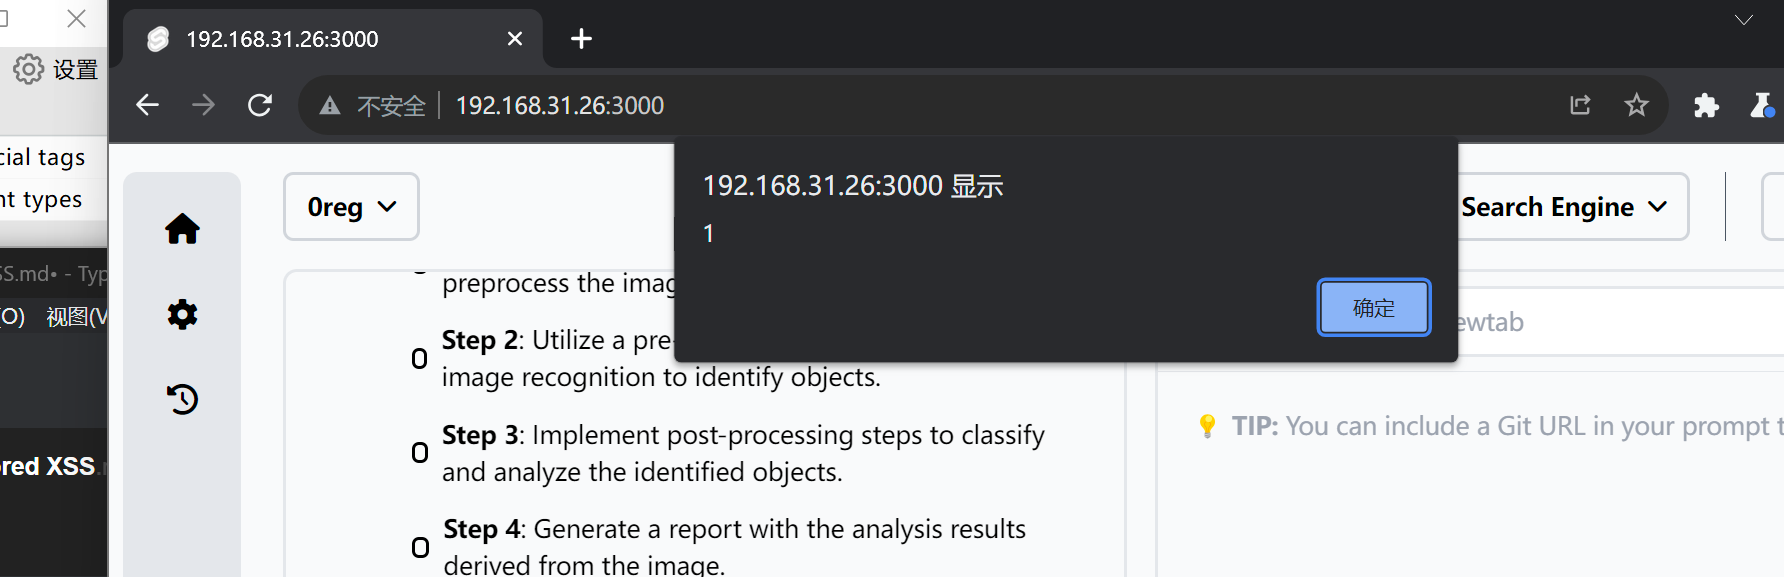 设置
cial tags
nt types
SS.md• - Typ
(O) 视图(V
ored XSS.
192.168.31.26:3000
不安全 192.168.31.26:3000
192.168.31.26:3000 显示
1
确定
0reg
Search Engine
preprocess the imag
Step 2: Utilize a pre-
image recognition to identify objects.
Step 3: Implement post-processing steps to classify
and analyze the identified objects.
Step 4: Generate a report with the analysis results
derived from the image.
ewtab
TIP: You can include a Git URL in your prompt t